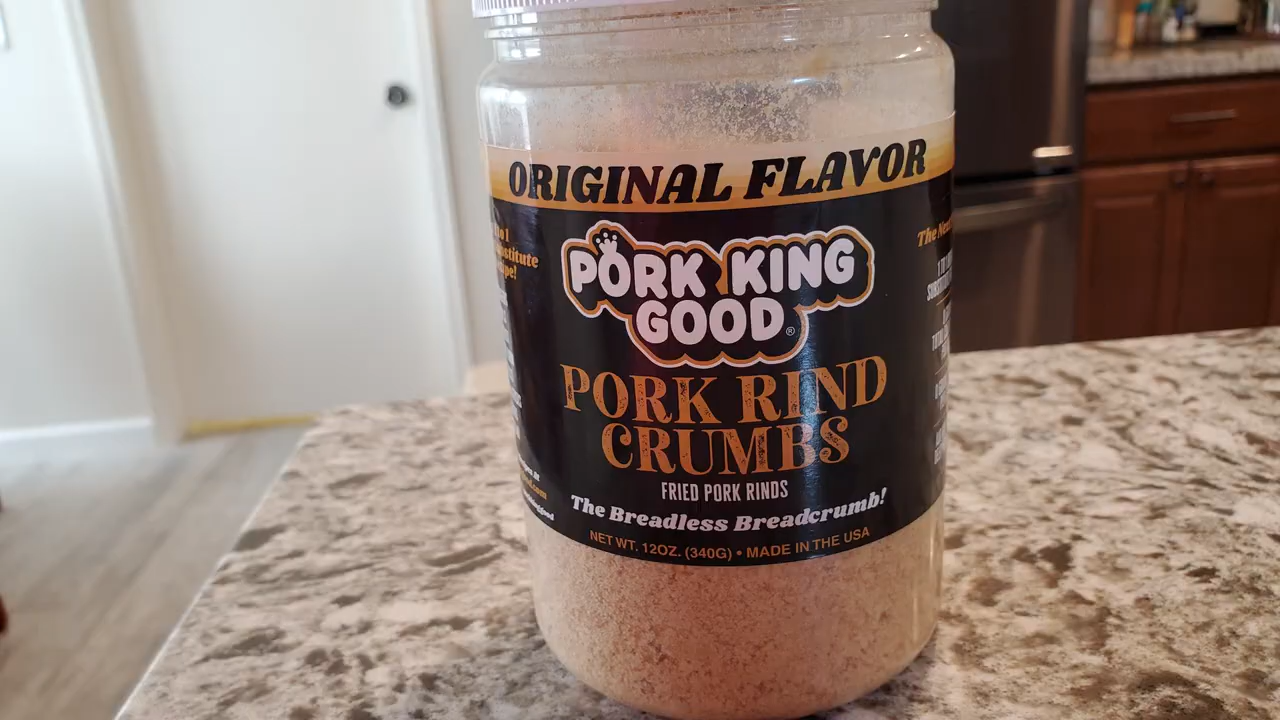 ORIGINAL FLAVOR
PORK KING
GOOD®
PORK RIND
CRUMBS
FRIED PORK RINDS
The Breadless Breadcrumb!
NET WT. 12OZ. (340G) • MADE IN THE USA
The